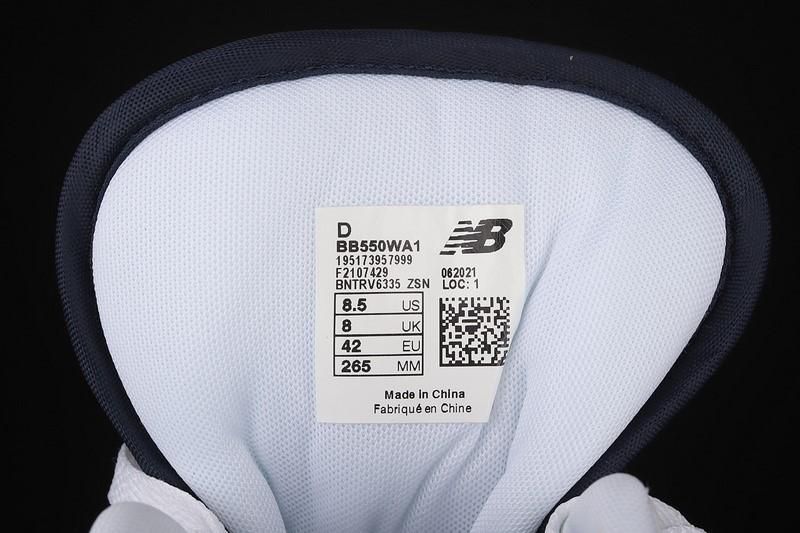 D
BB550WA1
NB
195173957999
F2107429
062021
BNTRV6335 ZSN
LOC: 1
8.5 US
8 UK
42 EU
265 MM
Made in China
Fabriqué en Chine